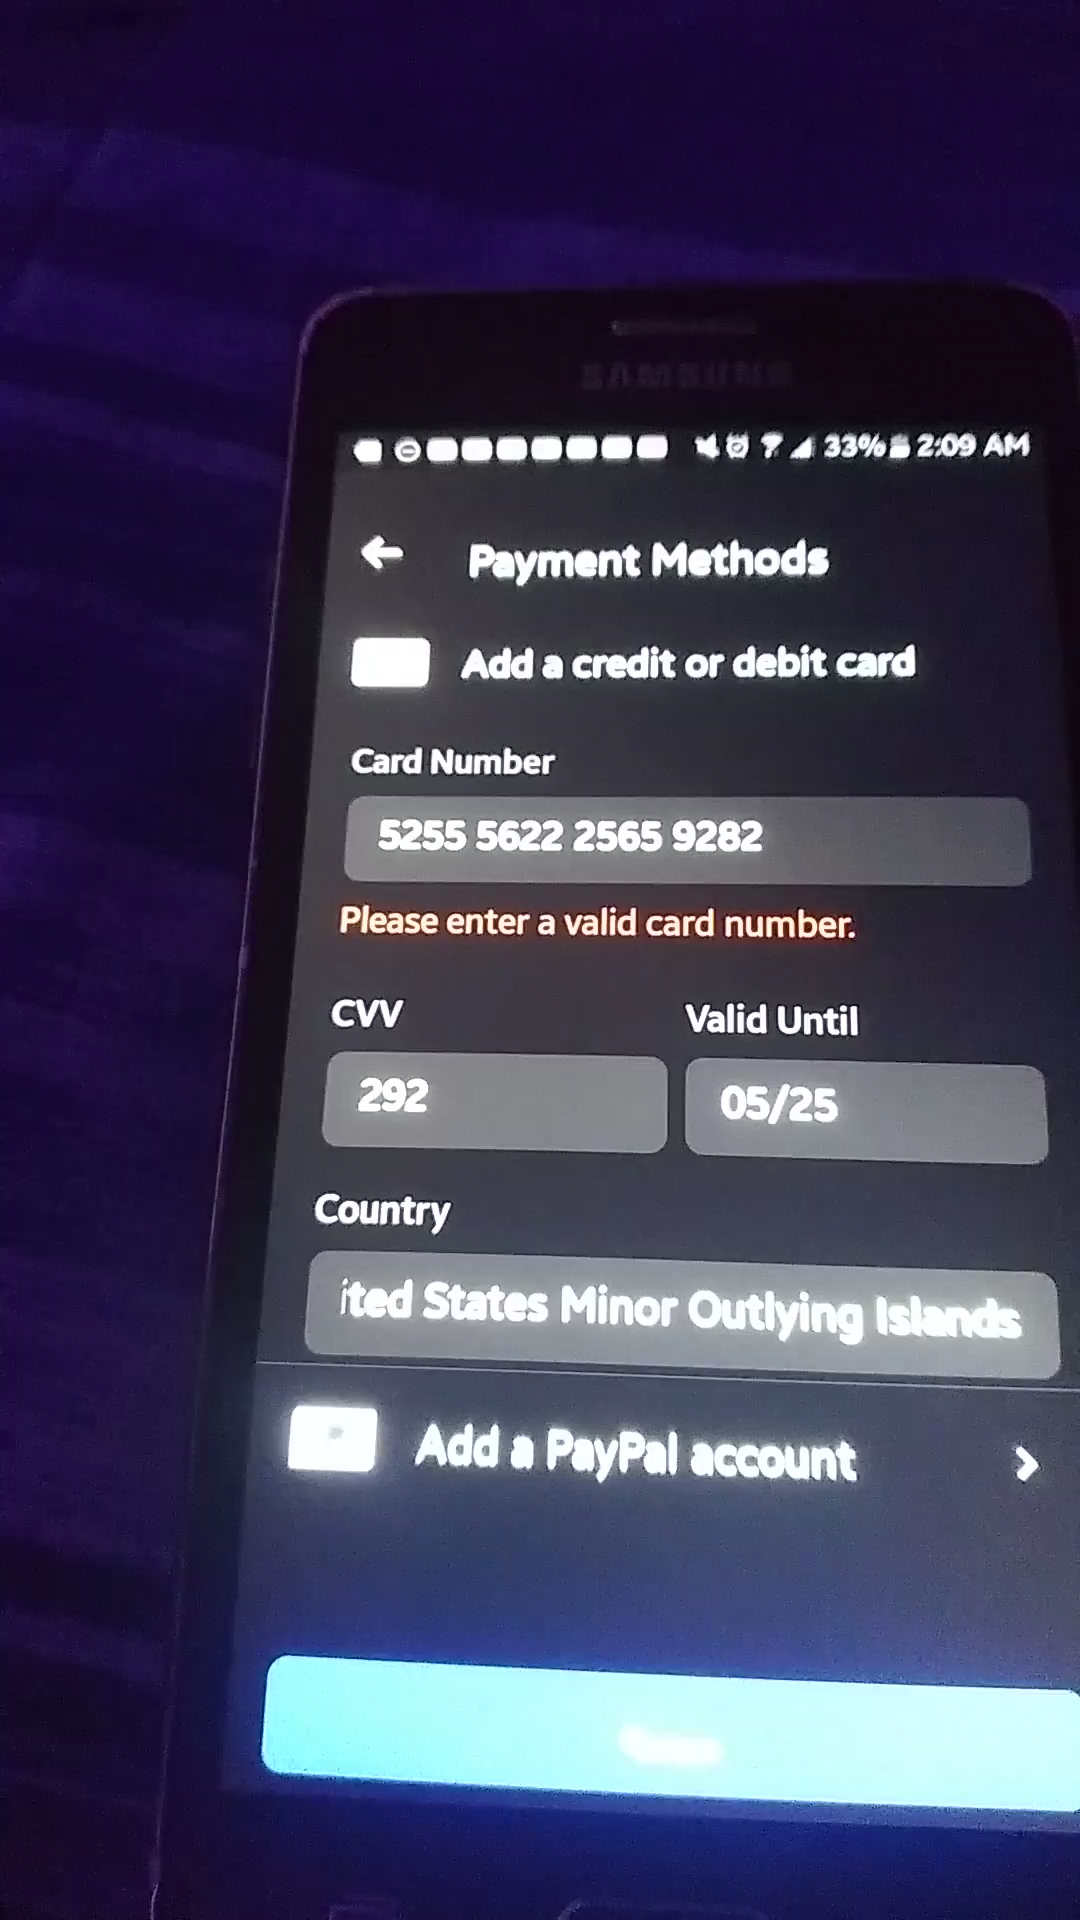 SAMSUNG
33% 2:09 AM
Payment Methods
Add a credit or debit card
Card Number
5255 5622 2565 9282
Please enter a valid card number.
CVV
Valid Until
292
05/25
Country
ited States Minor Outlying Islands
Add a PayPal account